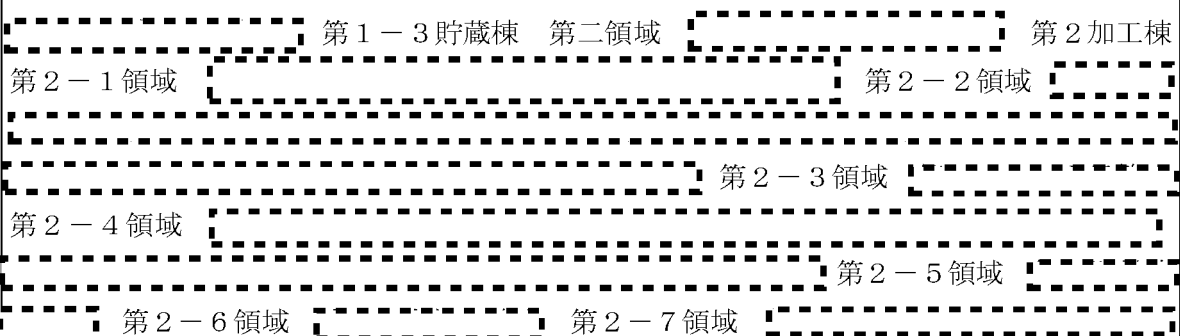 第１－３貯蔵棟　第二領域　第２加工棟
第２－１領域　第２－２領域
第２－３領域
第２－４領域
第２－５領域
第２－６領域　第２－７領域